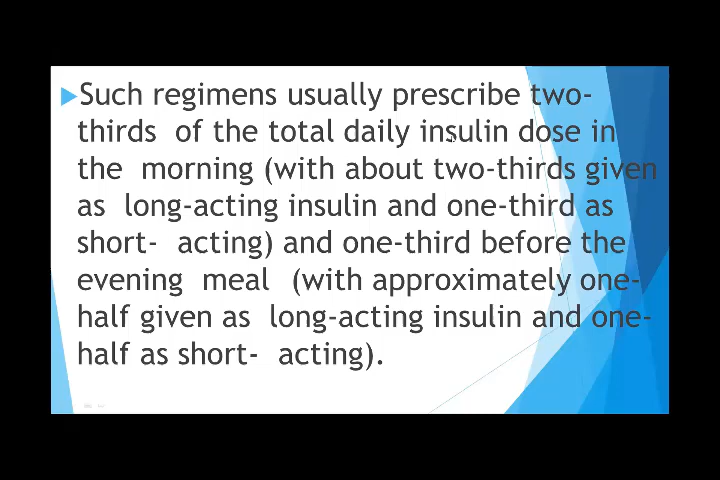 Such regimens usually prescribe two-
thirds of the total daily insulin dose in
the morning (with about two-thirds given
as long-acting insulin and one-third as
short- acting) and one-third before the
evening meal (with approximately one-
half given as long-acting insulin and one-
half as short- acting).